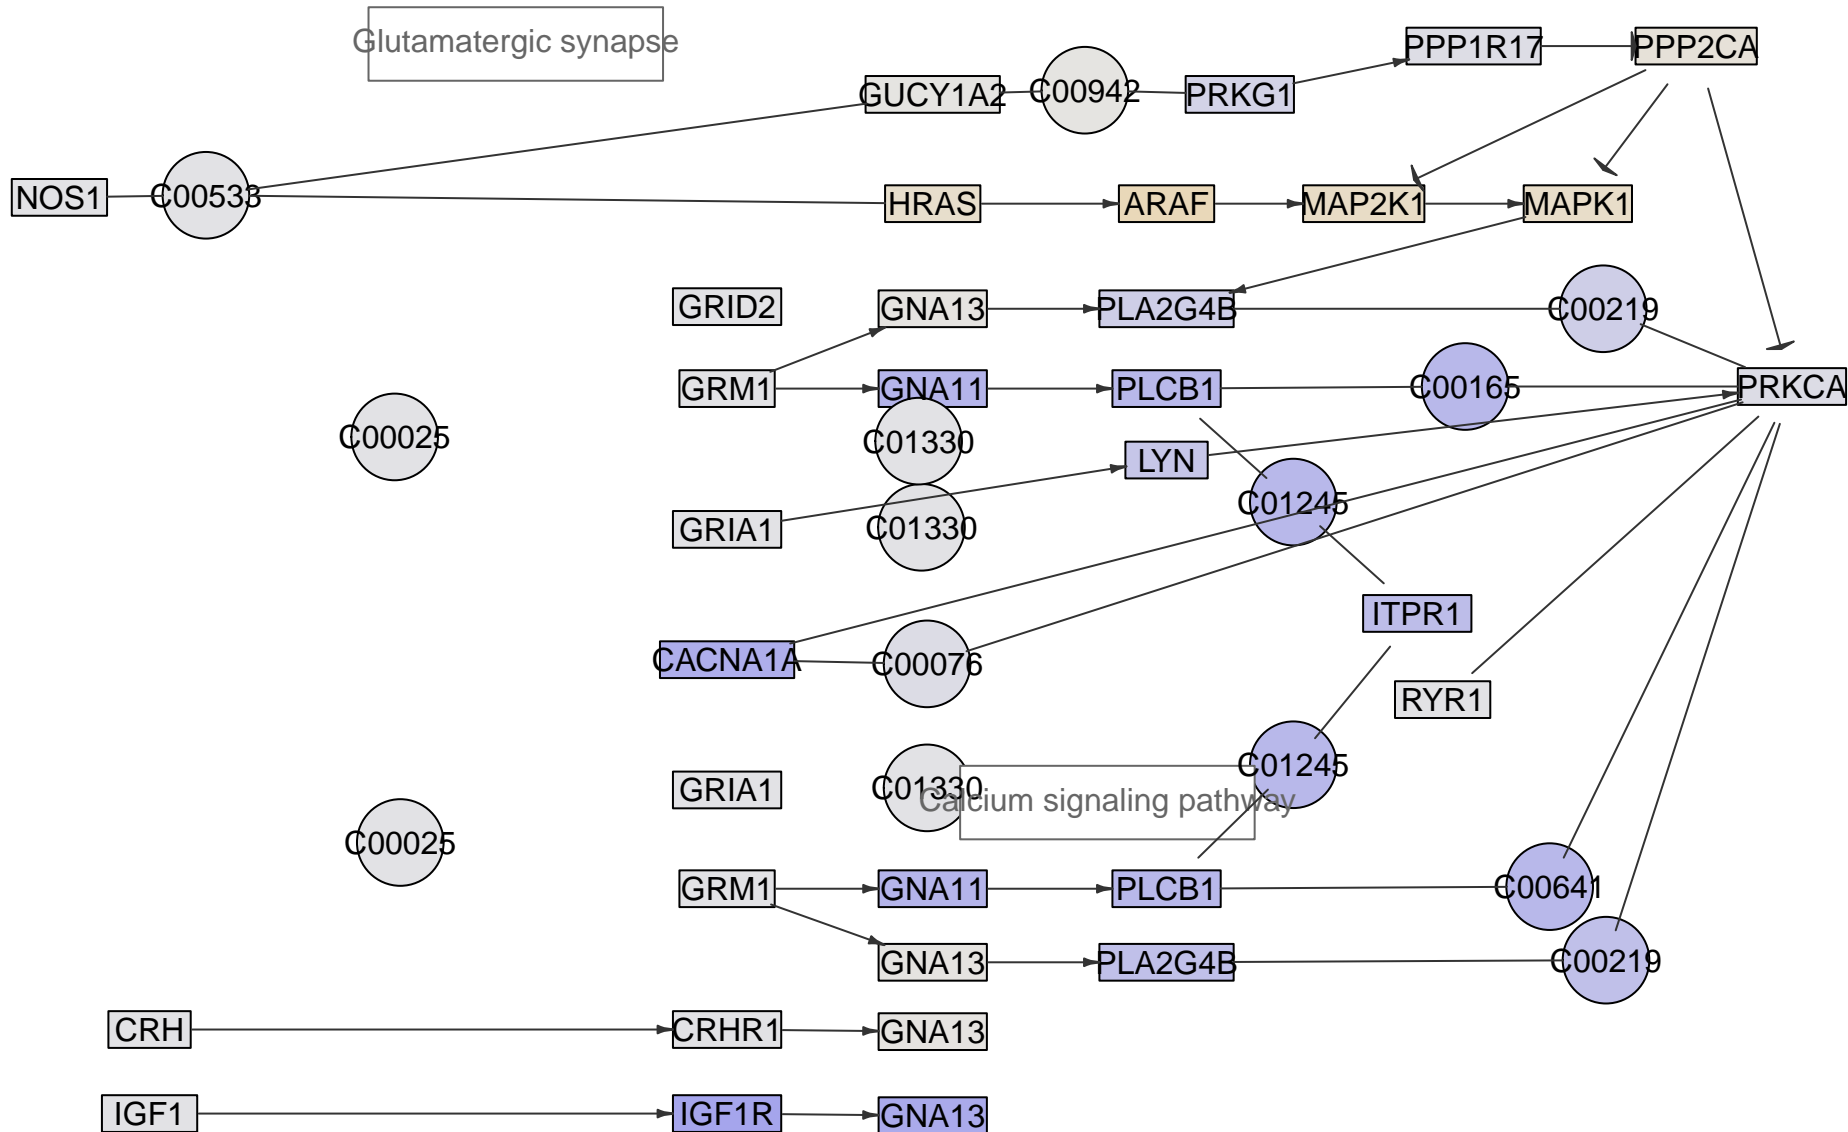 Glutamatergic synapse
PPP1R17
PPP2CA
GUCY1A2
C00942
PRKG1
NOS1
C00533
HRAS
ARAF
MAP2K1
MAPK1
GRID2
GNA13
PLA2G4B
C00219
GRM1
GNA11
PLCB1
C00165
PRKCA
C00025
C01330
LYN
GRIA1
C01330
C01245
ITPR1
CACNA1A
C00076
RYR1
GRIA1
C01330
C01245
Calcium signaling pathway
C00025
GRM1
GNA11
PLCB1
C00641
GNA13
PLA2G4B
C00219
CRH
CRHR1
GNA13
IGF1
IGF1R
GNA13